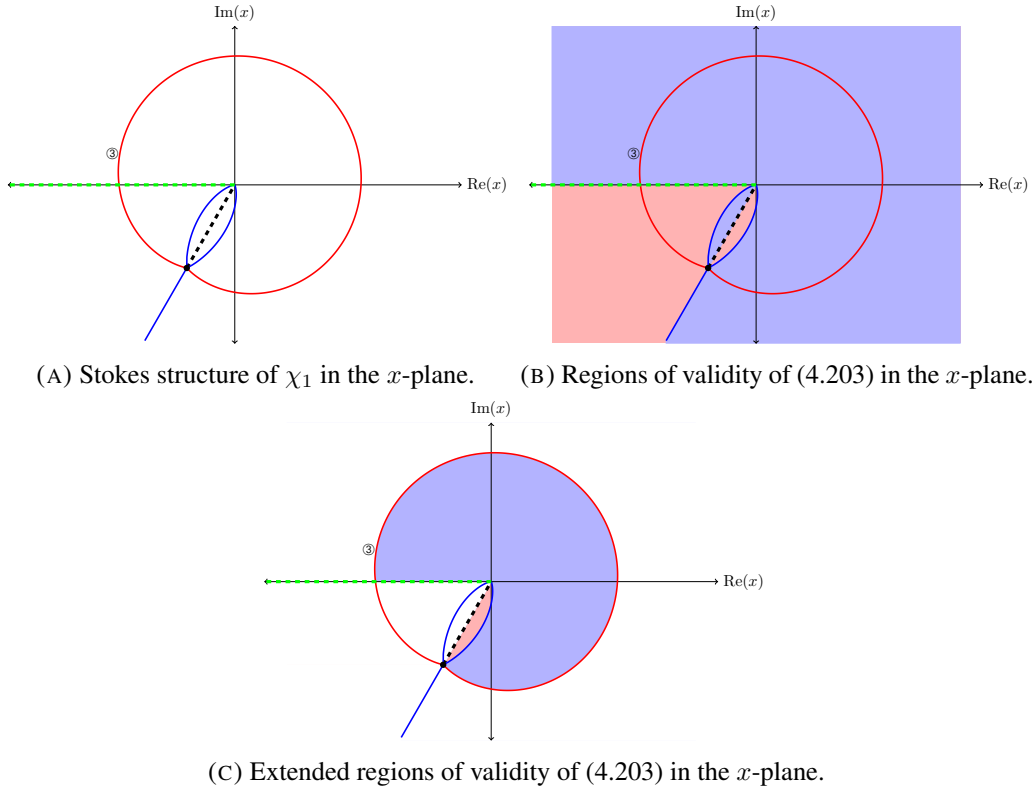 Im(x) Im(x)
③ ③
Re(x) Re(x)
(A) Stokes structure of χ₁ in the x-plane. (B) Regions of validity of (4.203) in the x-plane.
Im(x)
③
Re(x)
(C) Extended regions of validity of (4.203) in the x-plane.